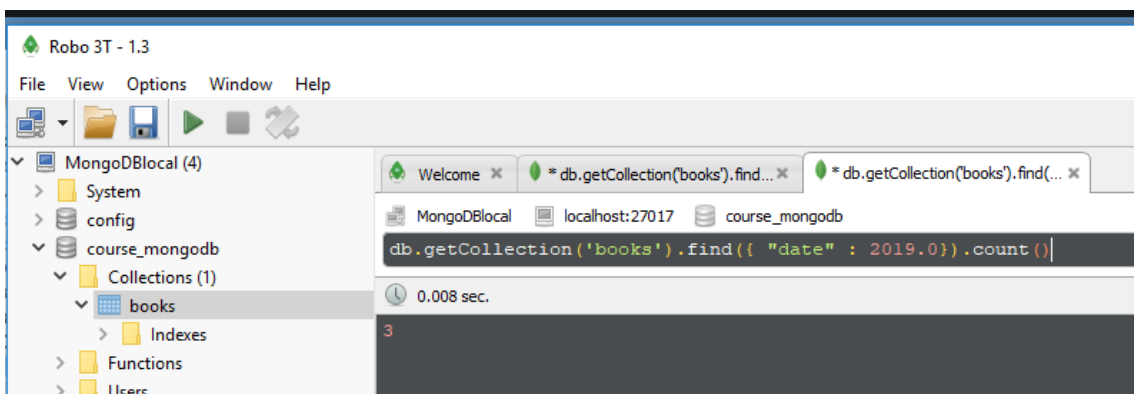 Robo 3T - 1.3
File View Options Window Help
MongoDBlocal (4)
System
config
course_mongodb
Collections (1)
books
Indexes
Functions
Users
Welcome
* db.getCollection('books').find...
* db.getCollection('books').find(...
MongoDBlocal localhost:27017 course_mongodb
db.getCollection('books').find({ "date" : 2019.0}).count()
0.008 sec.
3